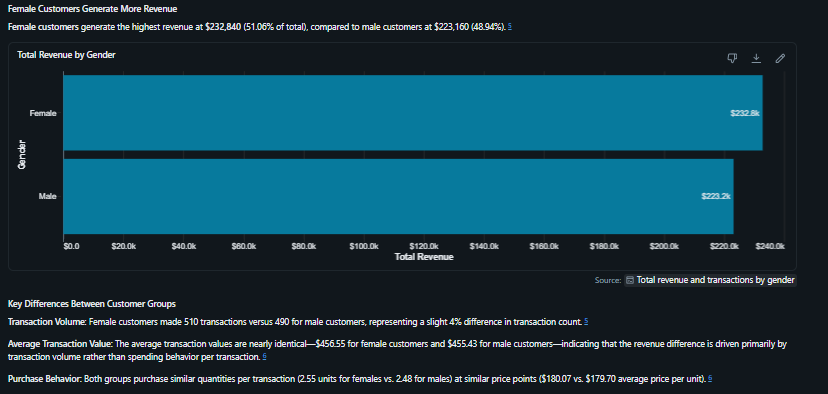 Female Customers Generate More Revenue
Female customers generate the highest revenue at $232,840 (51.06% of total), compared to male customers at $223,160 (48.94%). 5
Total Revenue by Gender
Gender
Female
$232.8k
Male
$223.2k
$0.0 $20.0k $40.0k $60.0k $80.0k $100.0k $120.0k $140.0k $160.0k $180.0k $200.0k $220.0k $240.0k
Total Revenue
Source: Total revenue and transactions by gender
Key Differences Between Customer Groups
Transaction Volume: Female customers made 510 transactions versus 490 for male customers, representing a slight 4% difference in transaction count. 5
Average Transaction Value: The average transaction values are nearly identical—$456.55 for female customers and $455.43 for male customers—indicating that the revenue difference is driven primarily by
transaction volume rather than spending behavior per transaction. 6
Purchase Behavior: Both groups purchase similar quantities per transaction (2.55 units for females vs. 2.48 for males) at similar price points ($180.07 vs. $179.70 average price per unit).